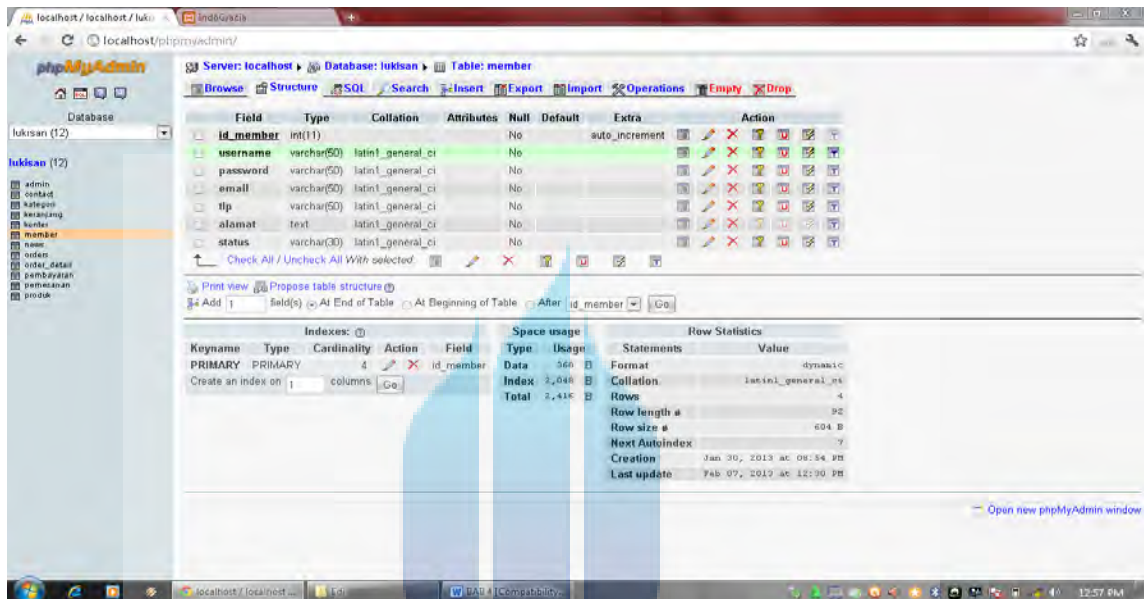 localhost / localhost / luki
IndoGrazia
localhost/phpmyadmin/
phpMyAdmin
Database
lukisan (12)
lukisan (12)
admin
contact
kategori
keranjang
member
news
orders
order_detail
pembayaran
pemesanan
produk
Server: localhost Database: lukisan Table: member
Browse Structure SQL Search Insert Export Import Operations Empty Drop
Field Type Collation Attributes Null Default Extra Action
id_member int(11) No auto_increment
username varchar(50) latin1_general_ci No
password varchar(50) latin1_general_ci No
email varchar(50) latin1_general_ci No
tlp varchar(50) latin1_general_ci No
alamat text latin1_general_ci No
status varchar(30) latin1_general_ci No
Check All / Uncheck All With selected:
Print view Propose table structure
Add 1 field(s) At End of Table At Beginning of Table After id_member Go
Indexes:
Keyname Type Cardinality Action Field
PRIMARY PRIMARY 4 id_member
Create an index on 1 columns Go
Space usage
Type Usage
Data 368 B
Index 2,048 B
Total 2,416 B
Row Statistics
Statements Value
Format dynamic
Collation latin1_general_ci
Rows 4
Row length ø 92
Row size ø 604 B
Next Autoindex 7
Creation Jan 30, 2013 at 08:54 PM
Last update Feb 07, 2013 at 12:30 PM
Open new phpMyAdmin window
localhost / localhost ...
BAB 4 [Compatibility...
12:57 PM